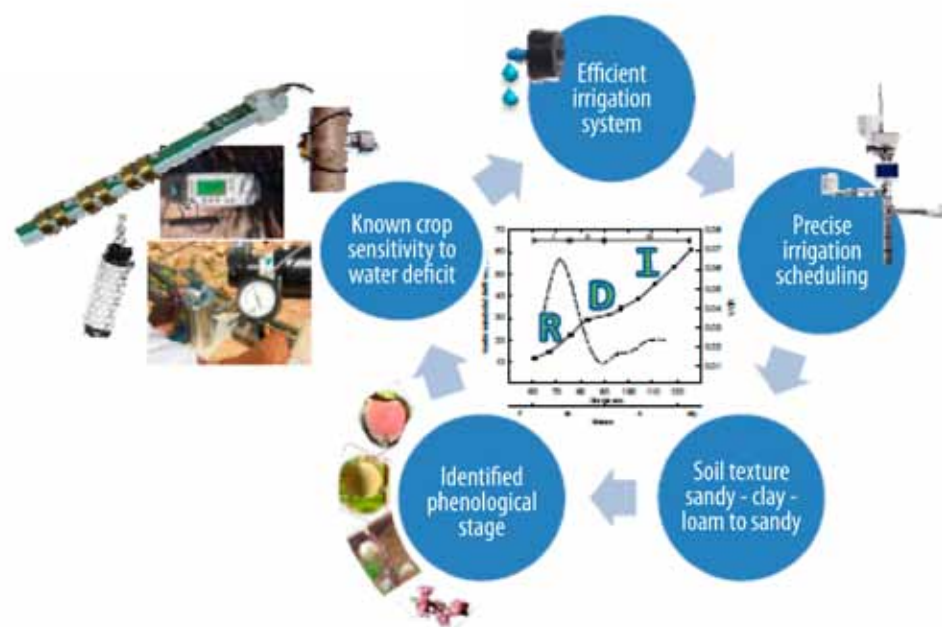 Efficient
irrigation
system
Precise
irrigation
scheduling
Soil texture
sandy - clay -
loam to sandy
Identified
phenological
stage
Known crop
sensitivity to
water deficit
R D I